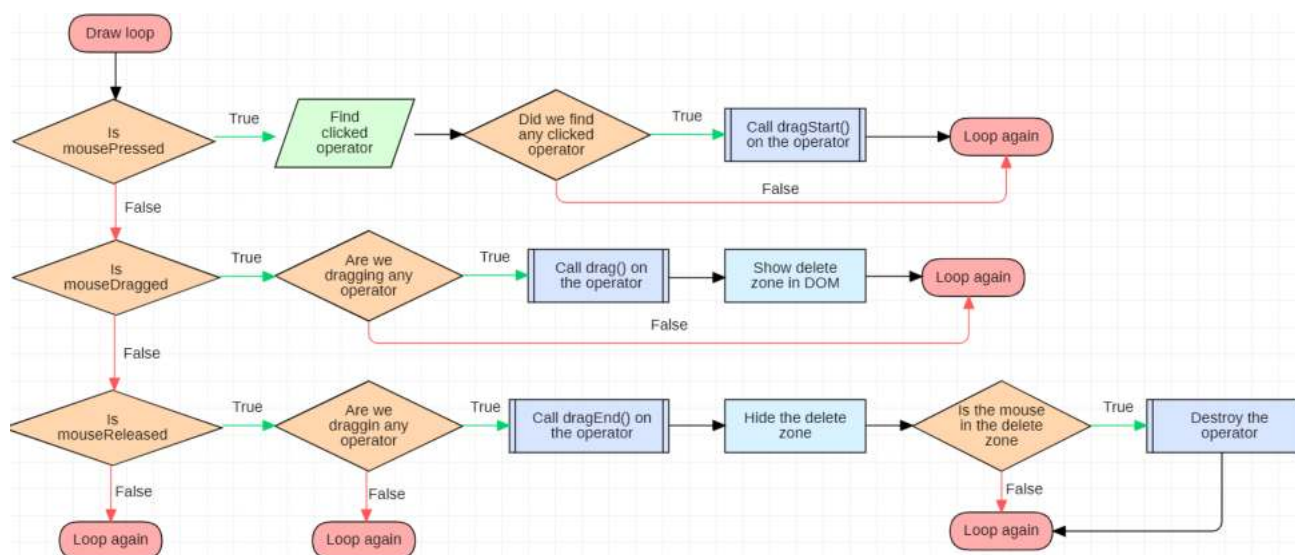 Draw loop
Is
mousePressed
True
Find
clicked
operator
Did we find
any clicked
operator
True
Call dragStart()
on the operator
Loop again
False
False
Is
mouseDragged
True
Are we
dragging any
operator
True
Call drag() on
the operator
Show delete
zone in DOM
Loop again
False
False
Is
mouseReleased
True
Are we
draggin any
operator
True
Call dragEnd() on
the operator
Hide the delete
zone
Is the mouse
in the delete
zone
True
Destroy the
operator
False
False
False
Loop again
Loop again
Loop again